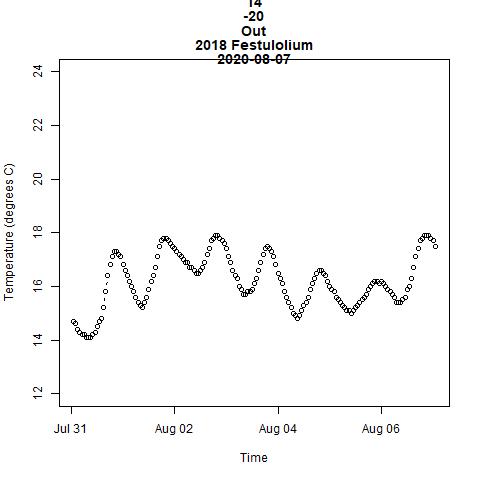 14
-20
Out
2018 Festulolium
2020-08-07
24
22
20
18
16
14
12
Temperature (degrees C)
Jul 31
Aug 02
Aug 04
Aug 06
Time